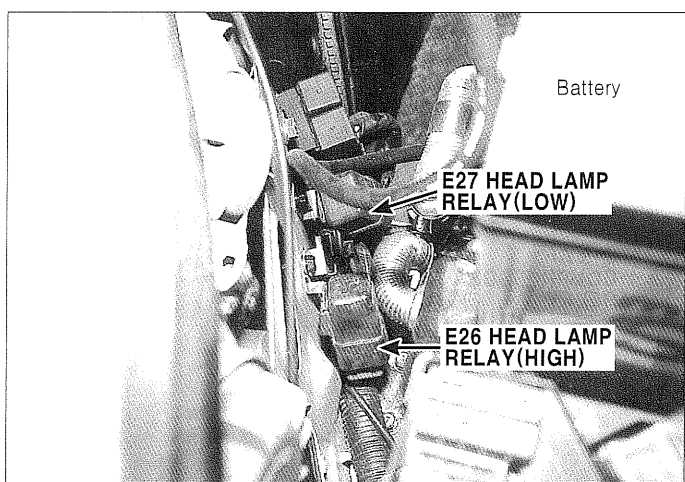 Battery
E27 HEAD LAMP
RELAY(LOW)
E26 HEAD LAMP
RELAY(HIGH)